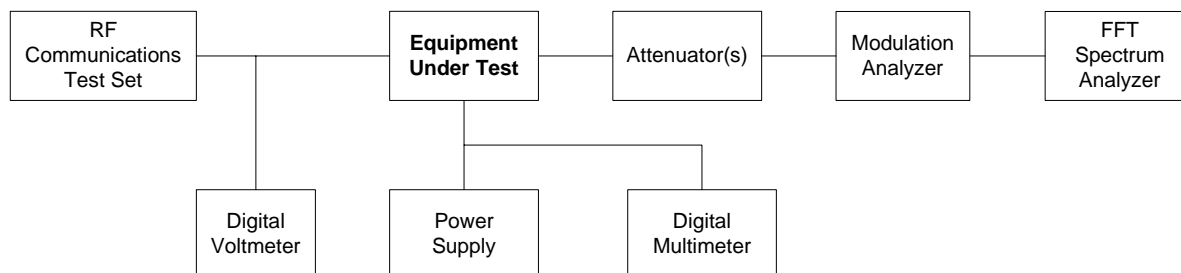 RF
Communications
Test Set
Equipment
Under Test
Attenuator(s)
Modulation
Analyzer
FFT
Spectrum
Analyzer
Digital
Voltmeter
Power
Supply
Digital
Multimeter